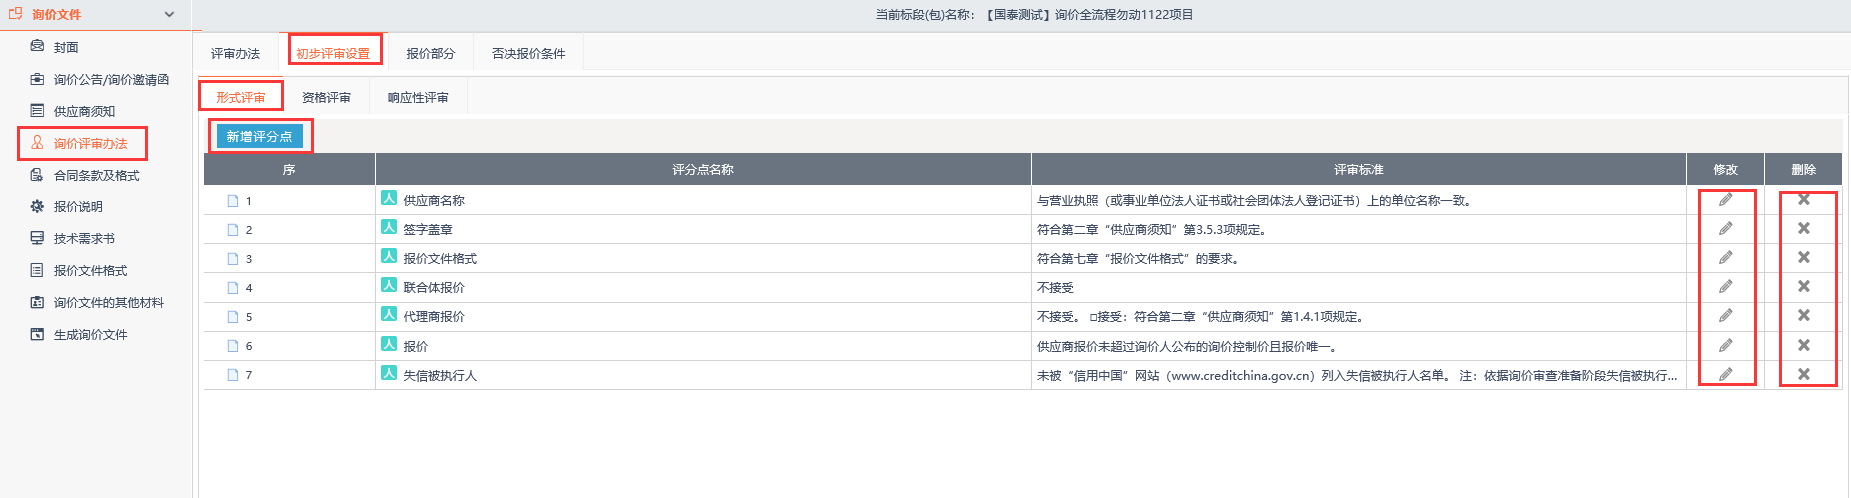 询价文件
当前标段(包)名称：【国泰测试】询价全流程勿动1122项目
封面
询价公告/询价邀请函
供应商须知
询价评审办法
合同条款及格式
报价说明
技术需求书
报价文件格式
询价文件的其他材料
生成询价文件
评审办法 初步评审设置 报价部分 否决报价条件
形式评审 资格评审 响应性评审
新增评分点
序 评分点名称 评审标准 修改 删除
1 供应商名称 与营业执照（或事业单位法人证书或社会团体法人登记证书）上的单位名称一致。
2 签字盖章 符合第二章“供应商须知”第3.5.3项规定。
3 报价文件格式 符合第七章“报价文件格式”的要求。
4 联合体报价 不接受
5 代理商报价 不接受。 □接受：符合第二章“供应商须知”第1.4.1项规定。
6 报价 供应商报价未超过询价人公布的询价控制价且报价唯一。
7 失信被执行人 未被“信用中国”网站（www.creditchina.gov.cn）列入失信被执行人名单。 注：依据询价审查准备阶段失信被执行...